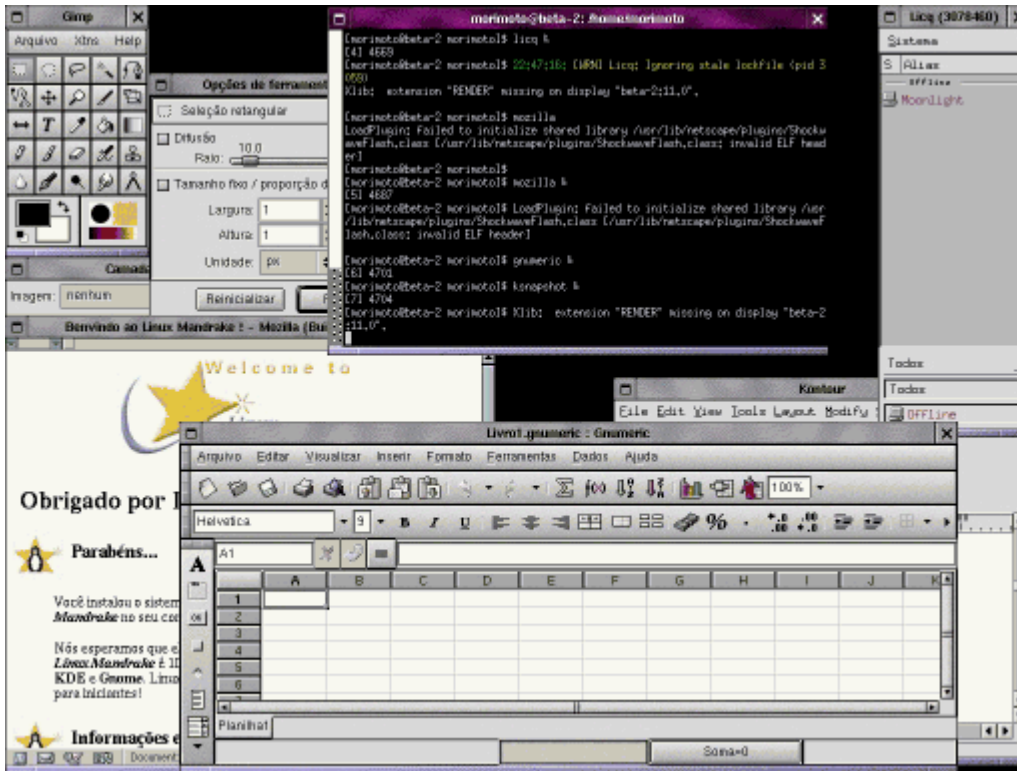 Gimp
Arquivo Xtns Help
Opções de
Seleção retangular
Difusão
Raio: 10.0
Tamanho fixo / proporção d
Largura: 1
Altura: 1
Unidade: px
Reinicializar
Imagem: nenhum
morimoto@beta-2: /home/morimoto
[morimoto@beta-2 morimoto]$ licq &
[4] 4669
[morimoto@beta-2 morimoto]$ 22:47:16: [WRN] Licq: Ignoring stale lockfile (pid 3
059)
Xlib: extension "RENDER" missing on display "beta-2:11.0".
[morimoto@beta-2 morimoto]$ mozilla
LoadPlugin: failed to initialize shared library /usr/lib/netscape/plugins/Shockw
aveFlash.class [/usr/lib/netscape/plugins/ShockwaveFlash.class: invalid ELF head
er]
[morimoto@beta-2 morimoto]$
[morimoto@beta-2 morimoto]$ mozilla &
[5] 4687
[morimoto@beta-2 morimoto]$ LoadPlugin: failed to initialize shared library /usr
/lib/netscape/plugins/ShockwaveFlash.class [/usr/lib/netscape/plugins/ShockwaveF
lash.class: invalid ELF header]
[morimoto@beta-2 morimoto]$ gnumeric &
[6] 4701
[morimoto@beta-2 morimoto]$ ksnapshot &
[7] 4704
[morimoto@beta-2 morimoto]$ Xlib: extension "RENDER" missing on display "beta-2
:11.0".
Licq (3078460)
Sistema
S Alias
Offline
Moonlight
Todos
Todos
Offline
Benvindo ao Linux Mandrake ! - Mozilla
Welcome to
Obrigado por
Parabéns...
Você instalou o sistem
Mandrake no seu
Nós esperamos que
Linux Mandrake é
KDE e Gnome.
para iniciantes!
Informações
Document:
Kontour
File Edit View Tools Layout Modify
Livro1.gnumeric : Gnumeric
Arquivo Editar Visualizar Inserir Formato Ferramentas Dados Ajuda
100%
Helvetica 9
A1
A B C D E F G H I J K
1
2
3
4
5
6
7
Planilha1
Soma=0